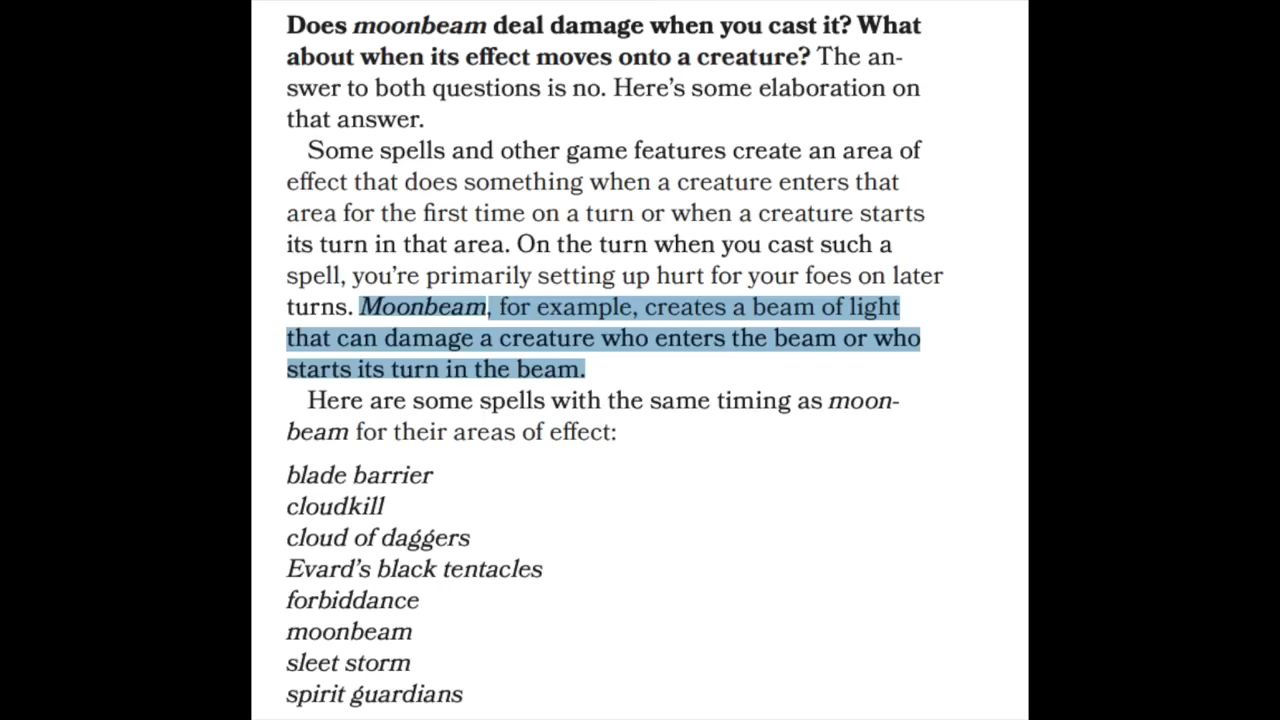 Does moonbeam deal damage when you cast it? What
about when its effect moves onto a creature? The an-
swer to both questions is no. Here's some elaboration on
that answer.
Some spells and other game features create an area of
effect that does something when a creature enters that
area for the first time on a turn or when a creature starts
its turn in that area. On the turn when you cast such a
spell, you're primarily setting up hurt for your foes on later
turns. Moonbeam, for example, creates a beam of light
that can damage a creature who enters the beam or who
starts its turn in the beam.
Here are some spells with the same timing as moon-
beam for their areas of effect:
blade barrier
cloudkill
cloud of daggers
Evard's black tentacles
forbiddance
moonbeam
sleet storm
spirit guardians